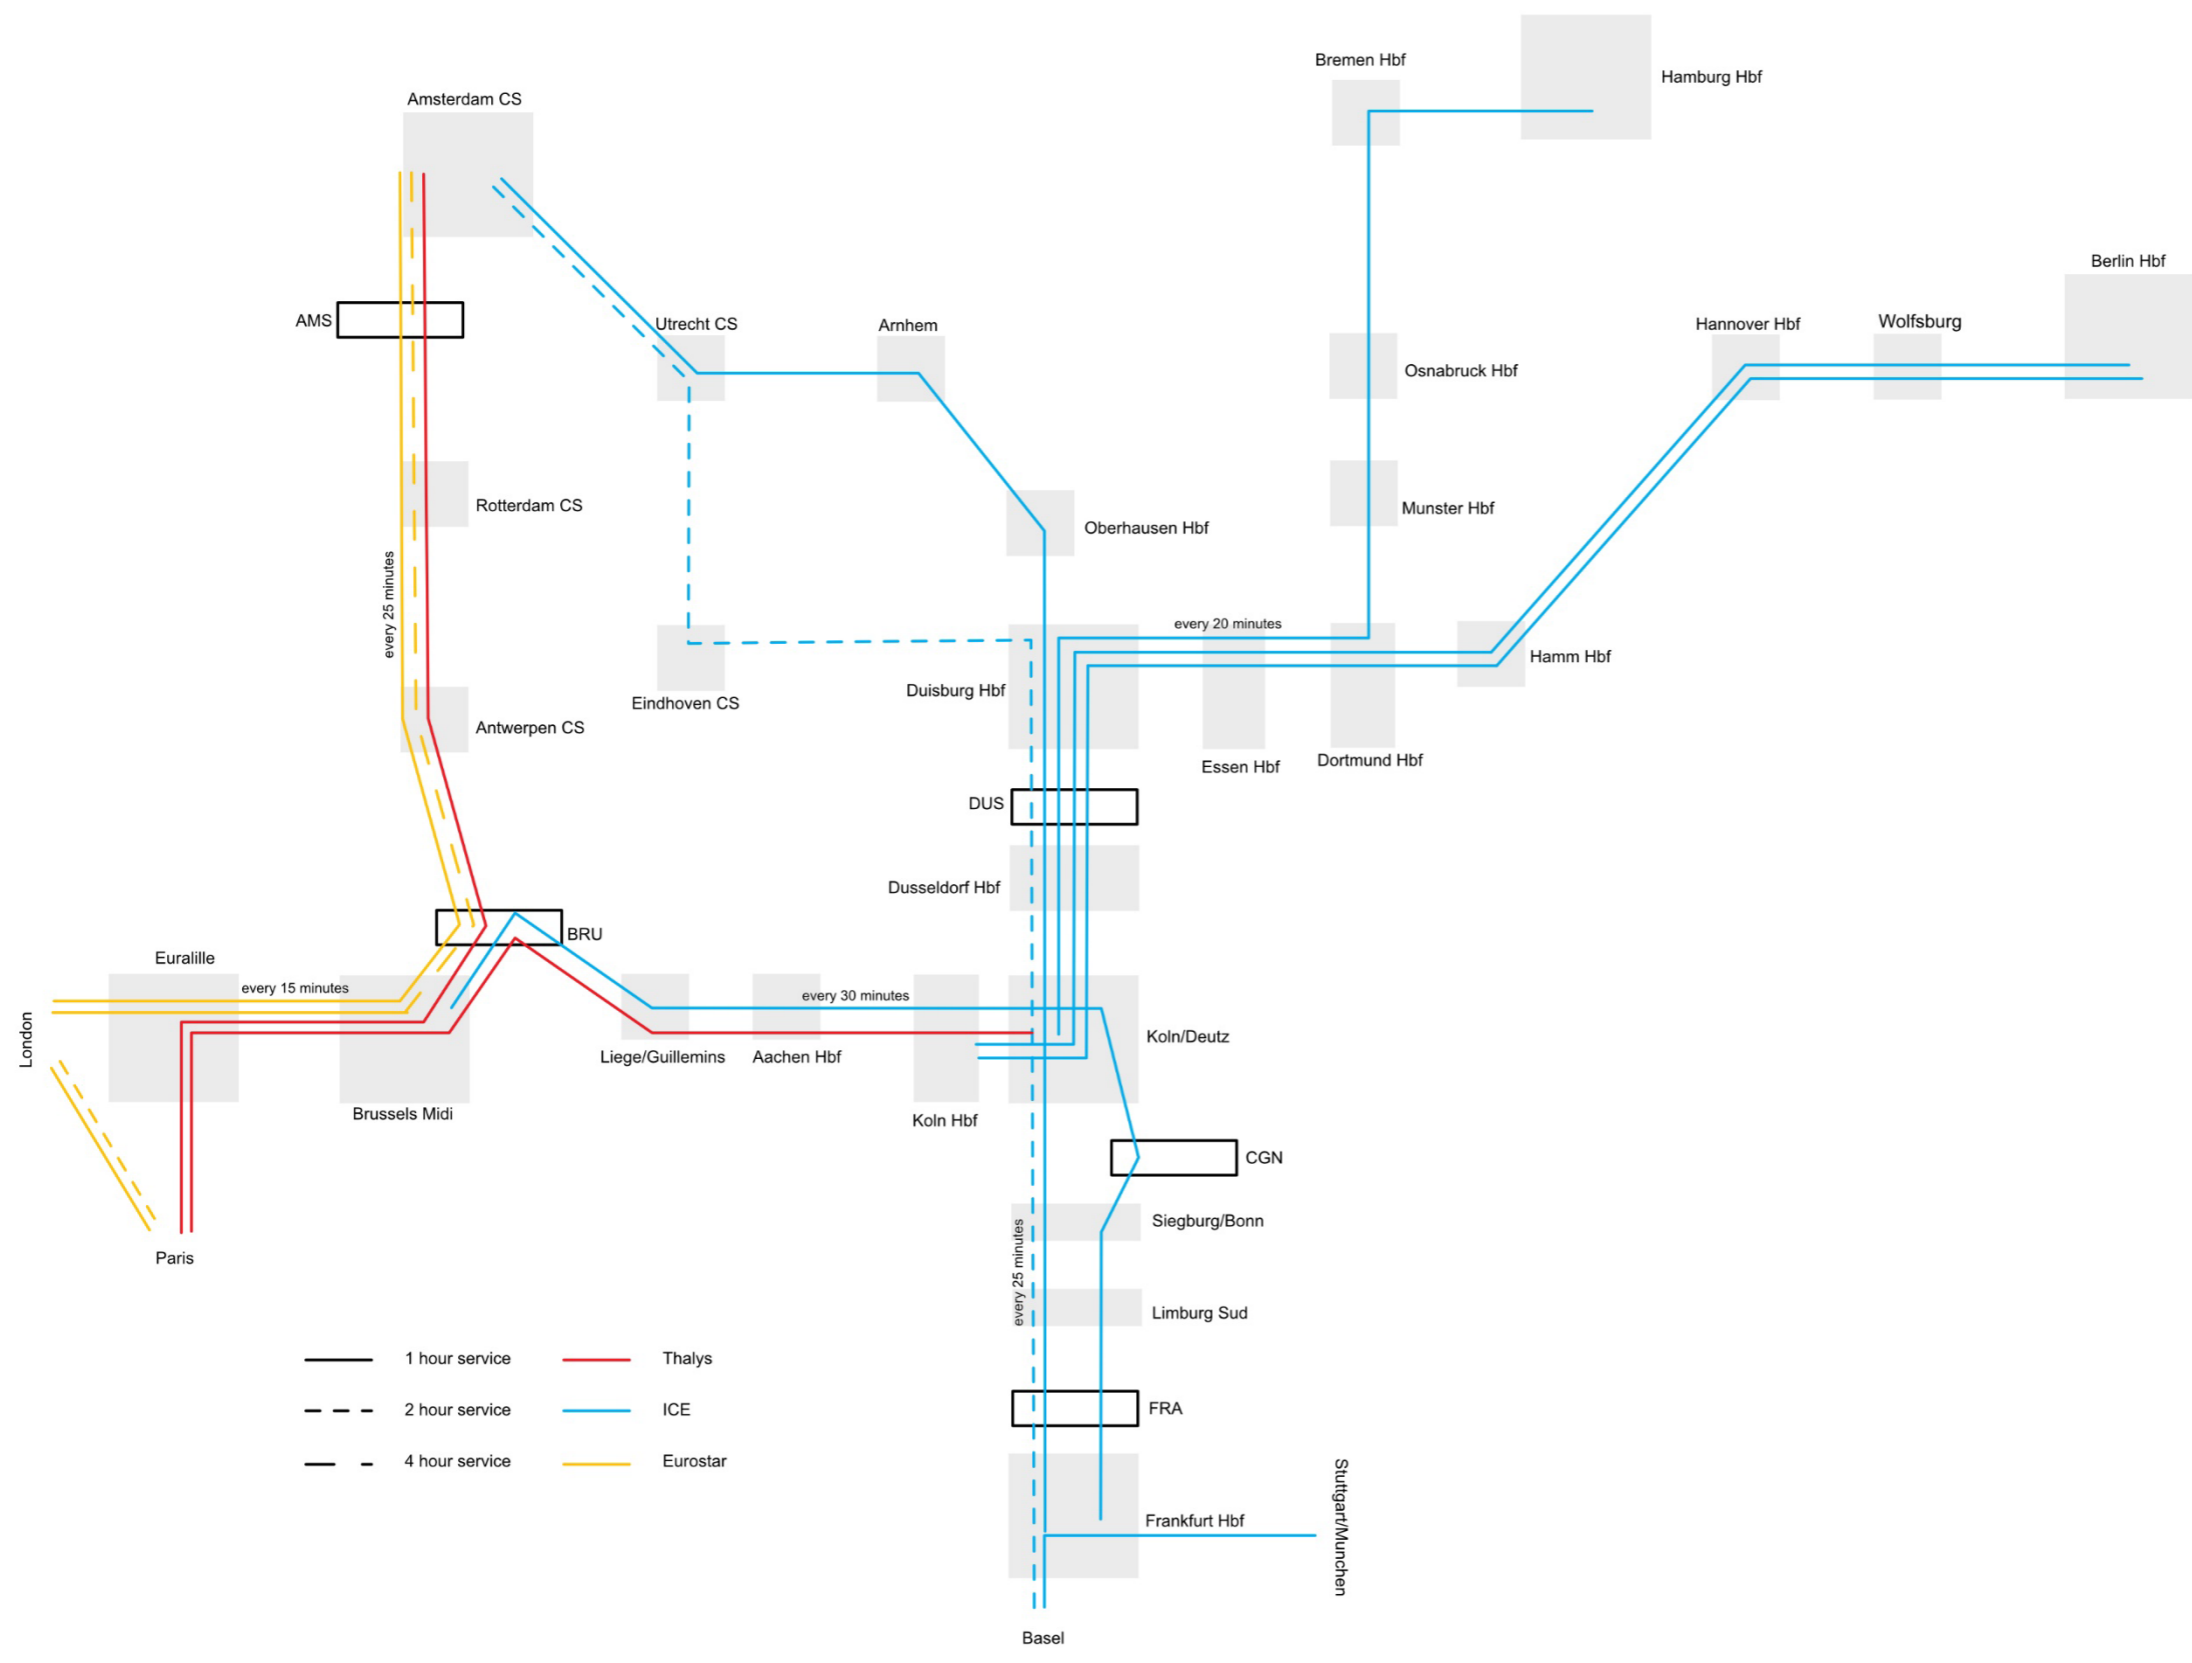 Bremen Hbf
Hamburg Hbf
Amsterdam CS
Berlin Hbf
AMS
Utrecht CS
Arnhem
Hannover Hbf
Wolfsburg
Osnabruck Hbf
Rotterdam CS
Munster Hbf
Oberhausen Hbf
every 25 minutes
every 20 minutes
Hamm Hbf
Duisburg Hbf
Eindhoven CS
Antwerpen CS
Essen Hbf
Dortmund Hbf
DUS
Dusseldorf Hbf
BRU
Euralille
every 15 minutes
every 30 minutes
London
Koln/Deutz
Liege/Guillemins
Aachen Hbf
Brussels Midi
Koln Hbf
CGN
Siegburg/Bonn
Paris
every 25 minutes
Limburg Sud
1 hour service
Thalys
2 hour service
ICE
FRA
4 hour service
Eurostar
Frankfurt Hbf
Stuttgart/Munchen
Basel